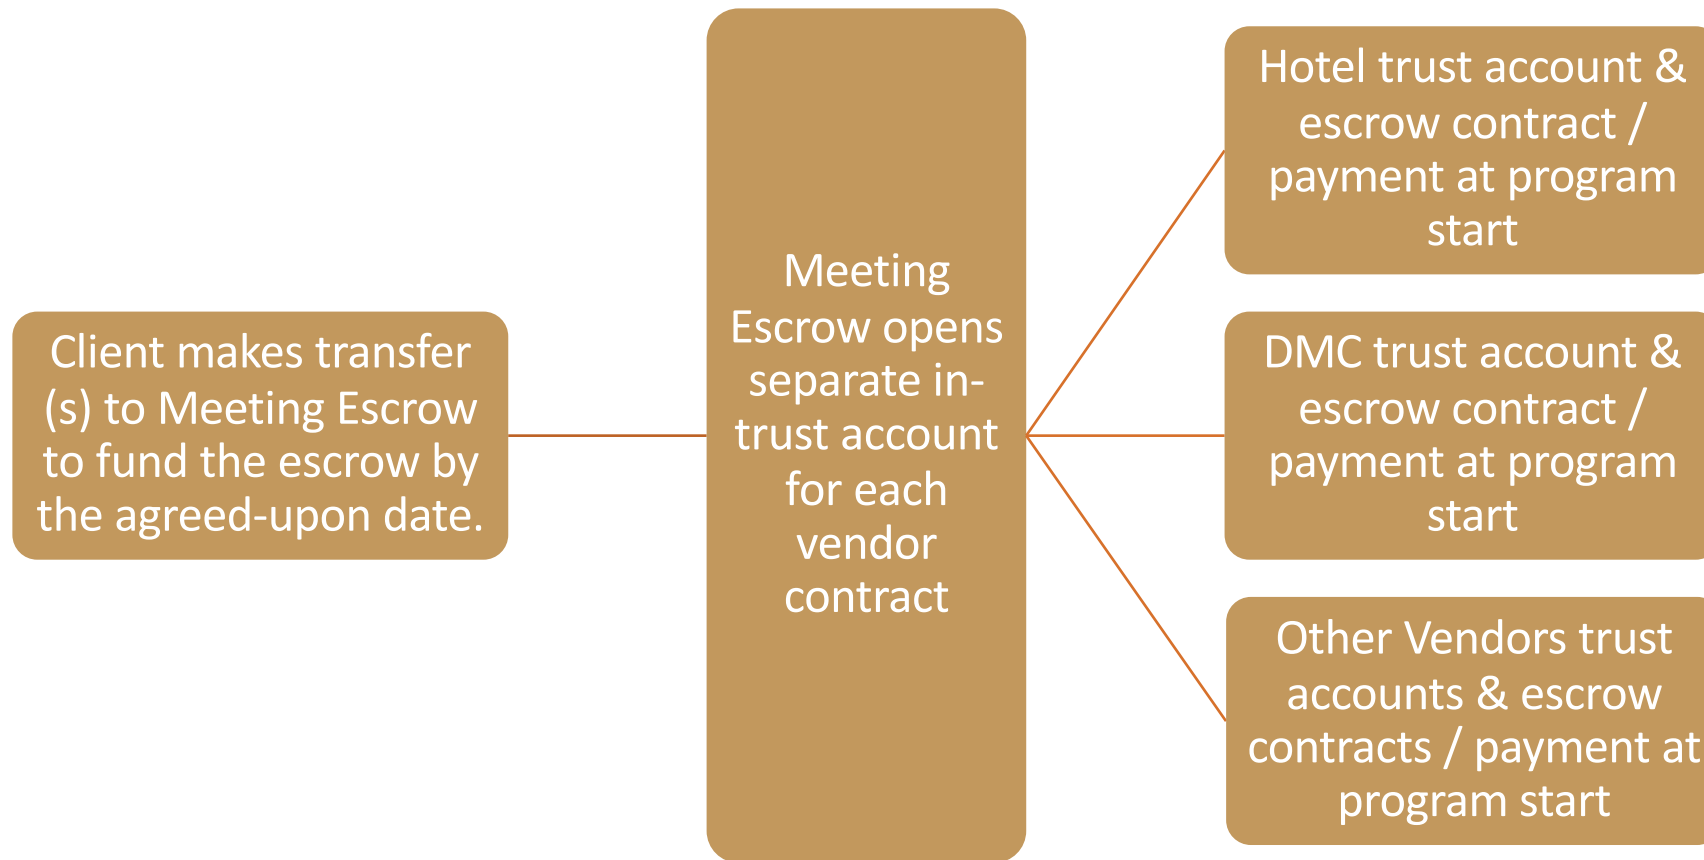 Client makes transfer
(s) to Meeting Escrow
to fund the escrow by
the agreed-upon date.
Meeting
Escrow opens
separate in-
trust account
for each
vendor
contract
Hotel trust account &
escrow contract /
payment at program
start
DMC trust account &
escrow contract /
payment at program
start
Other Vendors trust
accounts & escrow
contracts / payment at
program start